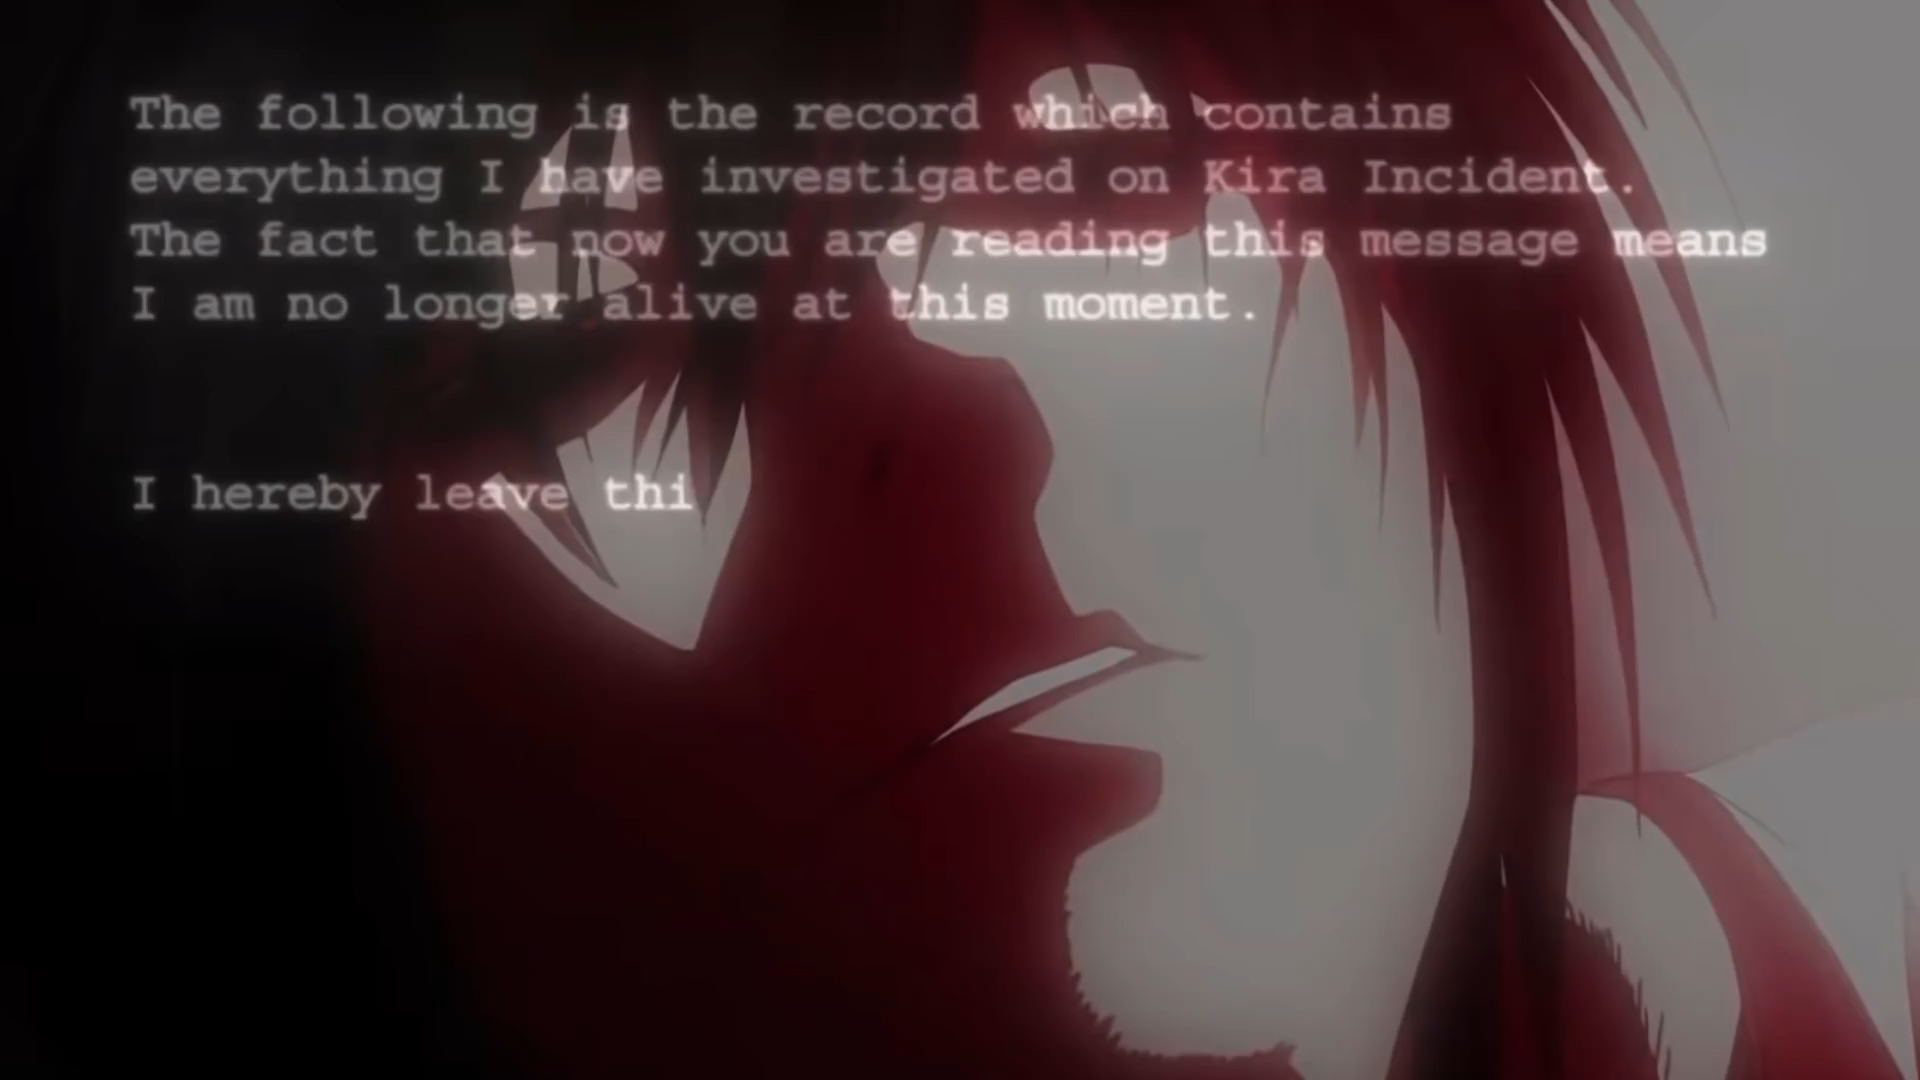 The following is the record which contains
everything I have investigated on Kira Incident.
The fact that now you are reading this message means
I am no longer alive at this moment.
I hereby leave thi